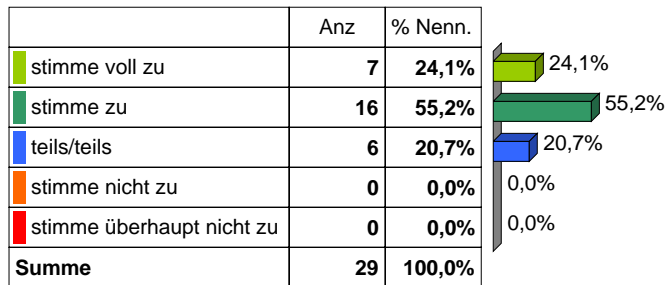 Anz % Nenn.
stimme voll zu 7 24,1% 24,1%
stimme zu 16 55,2% 55,2%
teils/teils 6 20,7% 20,7%
stimme nicht zu 0 0,0% 0,0%
stimme überhaupt nicht zu 0 0,0% 0,0%
Summe 29 100,0%